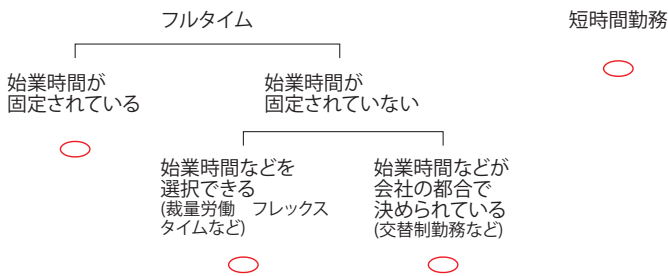 フルタイム
短時間勤務
始業時間が
固定されている
始業時間が
固定されていない
始業時間などを
選択できる
(裁量労働　フレックス
タイムなど)
始業時間などが
会社の都合で
決められている
(交替制勤務など)